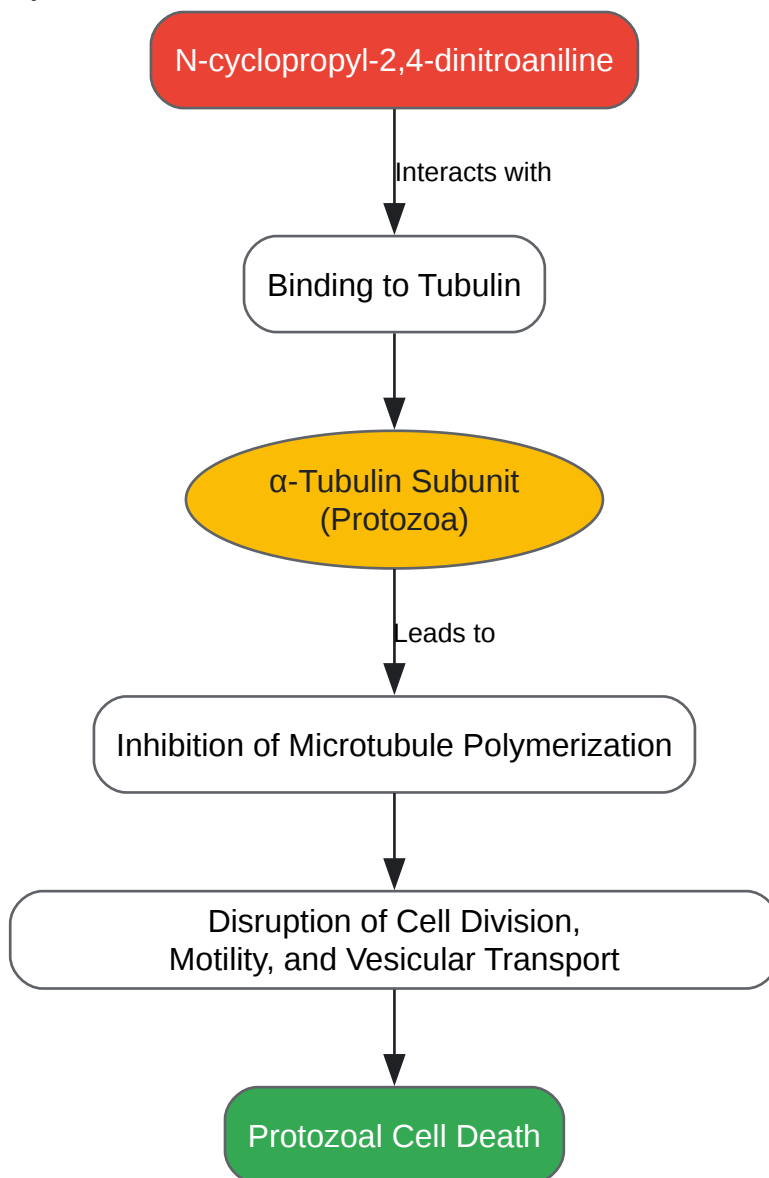 N-cyclopropyl-2,4-dinitroaniline
Interacts with
Binding to Tubulin
α-Tubulin Subunit
(Protozoa)
Leads to
Inhibition of Microtubule Polymerization
Disruption of Cell Division,
Motility, and Vesicular Transport
Protozoal Cell Death